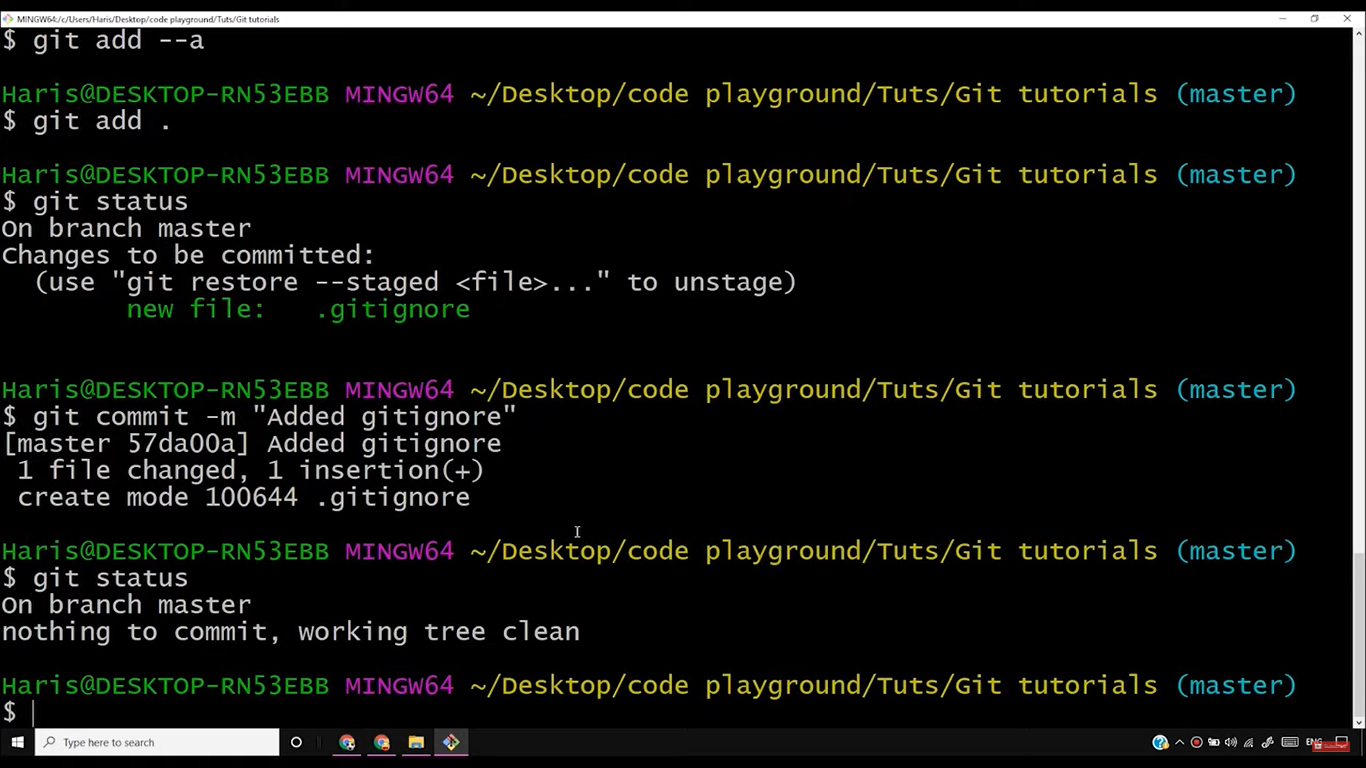 MINGW64:/c/Users/Haris/Desktop/code playground/Tuts/Git tutorials
$ git add --a
Haris@DESKTOP-RN53EBB MINGW64 ~/Desktop/code playground/Tuts/Git tutorials (master)
$ git add .
Haris@DESKTOP-RN53EBB MINGW64 ~/Desktop/code playground/Tuts/Git tutorials (master)
$ git status
On branch master
Changes to be committed:
  (use "git restore --staged <file>..." to unstage)
        new file:   .gitignore
Haris@DESKTOP-RN53EBB MINGW64 ~/Desktop/code playground/Tuts/Git tutorials (master)
$ git commit -m "Added gitignore"
[master 57da00a] Added gitignore
 1 file changed, 1 insertion(+)
 create mode 100644 .gitignore
Haris@DESKTOP-RN53EBB MINGW64 ~/Desktop/code playground/Tuts/Git tutorials (master)
$ git status
On branch master
nothing to commit, working tree clean
Haris@DESKTOP-RN53EBB MINGW64 ~/Desktop/code playground/Tuts/Git tutorials (master)
$
Type here to search